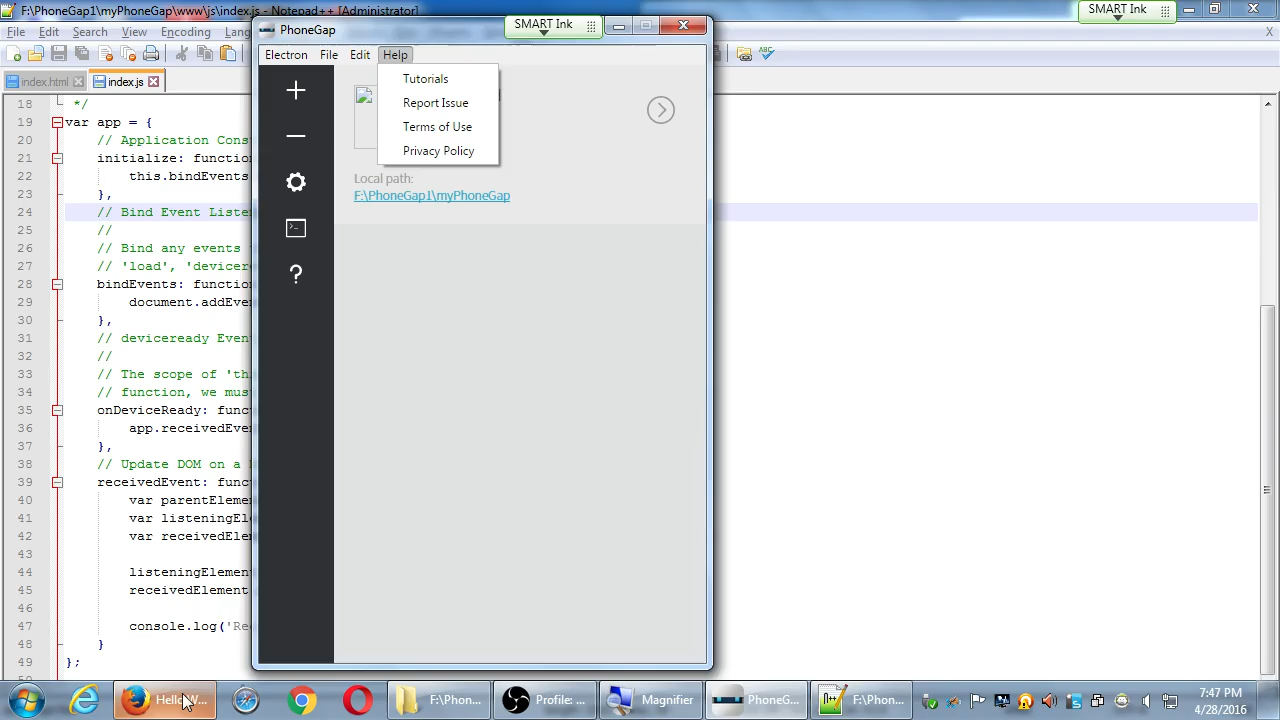 F:\PhoneGap1\myPhoneGap\www\js\index.js - Notepad++ [Administrator]
SMART Ink
File Edit Search View Encoding Lang
index.html index.js
PhoneGap
SMART Ink
Electron File Edit Help
Tutorials
Report Issue
Terms of Use
Privacy Policy
Local path:
F:\PhoneGap1\myPhoneGap
18 */
19 var app = {
20 // Application Cons
21 initialize: function
22 this.bindEvents
23 },
24 // Bind Event Liste
25 //
26 // Bind any events
27 // 'load', 'devicere
28 bindEvents: function
29 document.addEve
30 },
31 // deviceready Even
32 //
33 // The scope of 'th
34 // function, we mus
35 onDeviceReady: func
36 app.receivedEve
37 },
38 // Update DOM on a
39 receivedEvent: func
40 var parentEleme
41 var listeningEl
42 var receivedEle
43
44 listeningElement
45 receivedElement
46
47 console.log('Re
48 }
49 };
Hello W...
F:\Phon...
Profile: ...
Magnifier
PhoneG...
F:\Phon...
7:47 PM
4/28/2016